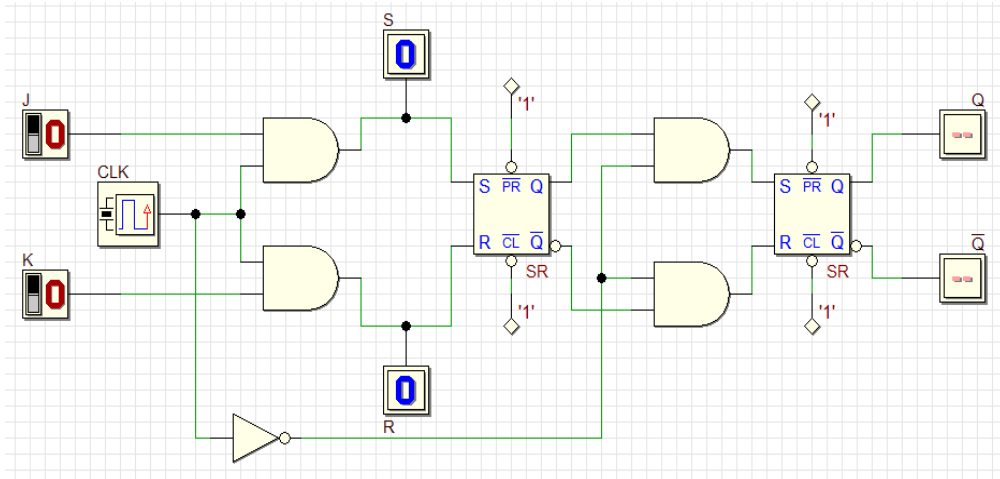 S
0
J
0
CLK
K
0
'1'
'1'
S PR Q
R CL Q
SR
'1'
S PR Q
R CL Q
SR
'1'
Q
--
Q
--
0
R